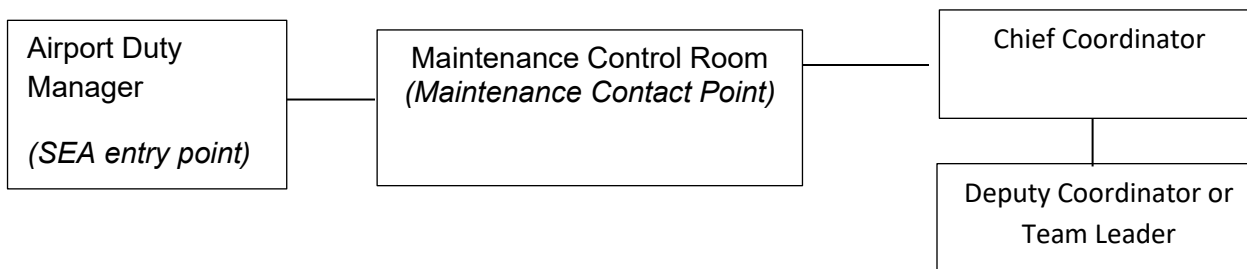 Airport Duty
Manager
(SEA entry point)
Maintenance Control Room
(Maintenance Contact Point)
Chief Coordinator
Deputy Coordinator or
Team Leader